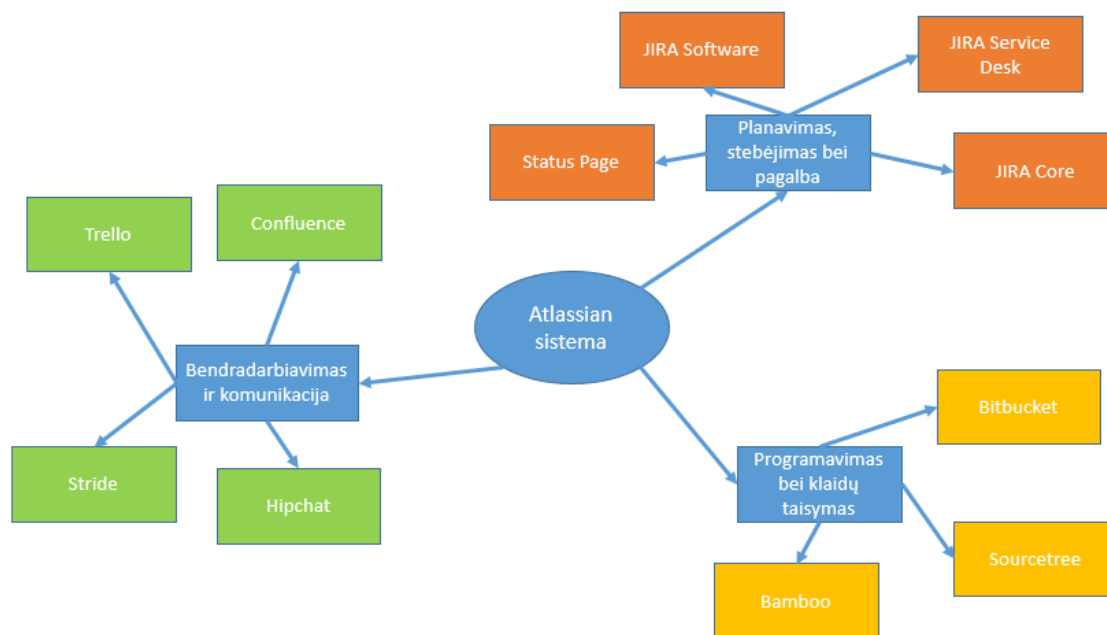 JIRA Software
JIRA Service
Desk
Planavimas,
stebėjimas bei
pagalba
Status Page
JIRA Core
Trello
Confluence
Atlassian
sistema
Bendradarbiavimas
ir komunikacija
Stride
Hipchat
Bitbucket
Programavimas
bei klaidų
taisymas
Sourcetree
Bamboo